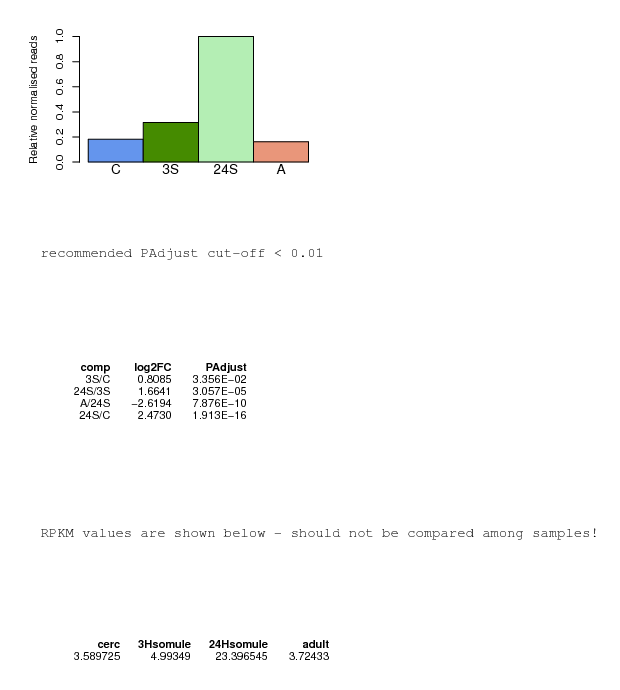 Relative normalised reads
1.0
0.8
0.6
0.4
0.2
0.0
C 3S 24S A
recommended PAdjust cut-off < 0.01
comp log2FC PAdjust
3S/C 0.8085 3.356E−02
24S/3S 1.6641 3.057E−05
A/24S −2.6194 7.876E−10
24S/C 2.4730 1.913E−16
RPKM values are shown below - should not be compared among samples!
cerc 3Hsomule 24Hsomule adult
3.589725 4.99349 23.396545 3.72433